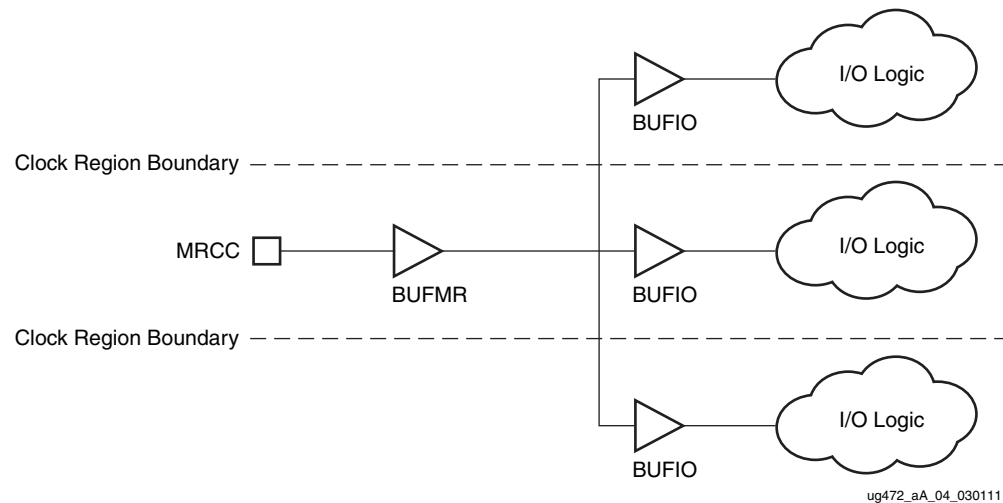 I/O Logic
BUFIO
Clock Region Boundary
MRCC
BUFMR
BUFIO
I/O Logic
Clock Region Boundary
BUFIO
I/O Logic
ug472_aA_04_030111